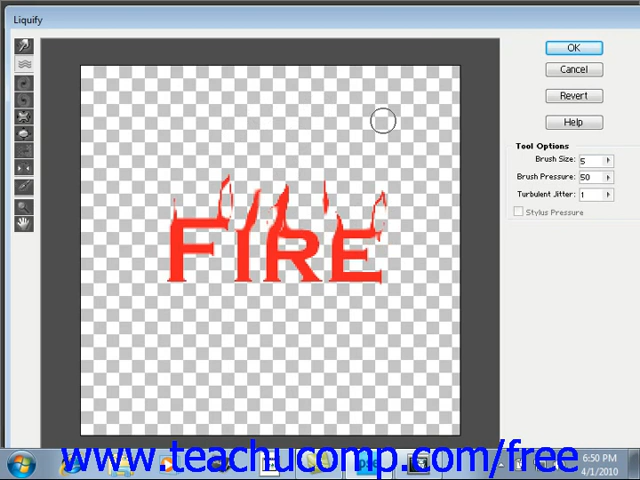 Liquify
OK
Cancel
Revert
Help
Tool Options
Brush Size: 5
Brush Pressure: 50
Turbulent Jitter: 1
Stylus Pressure
FIRE
www.teachucomp.com/free
6:50 PM
4/1/2010